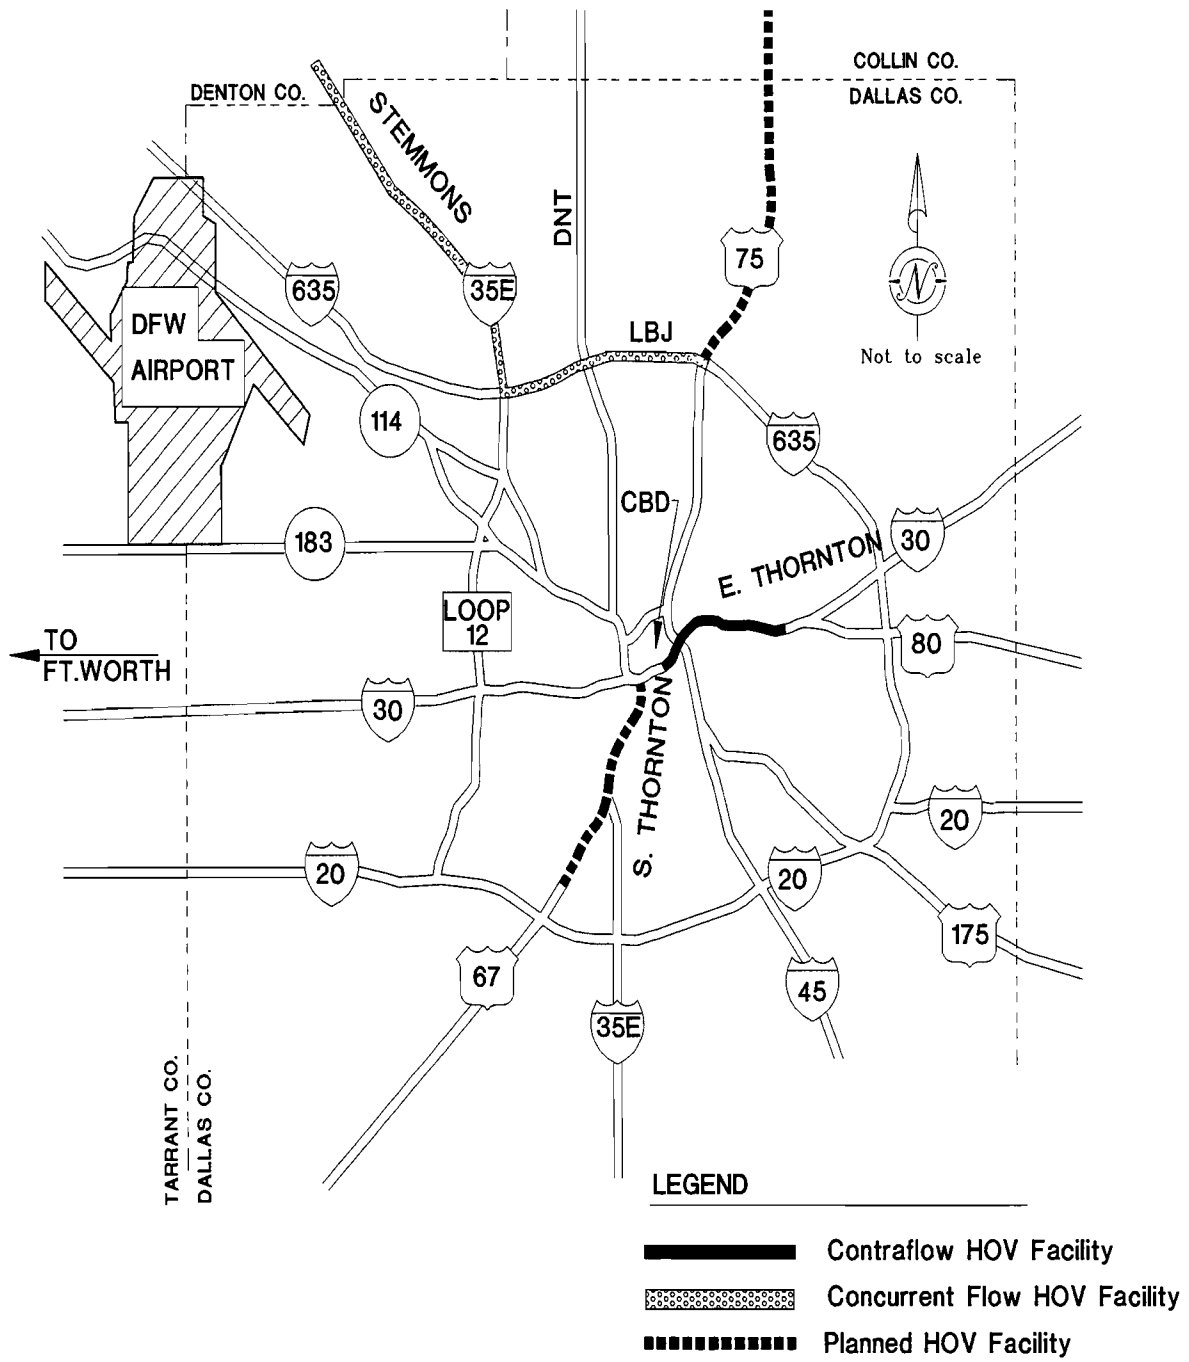 COLLIN CO.
DENTON CO.
DALLAS CO.
STEMMONS
DNT
75
635
35E
N
DFW
AIRPORT
LBJ
Not to scale
114
635
CBD
183
E. THORNTON
30
LOOP
12
80
TO
FT.WORTH
30
S. THORNTON
20
20
20
175
67
45
35E
TARRANT CO.
DALLAS CO.
LEGEND
Contraflow HOV Facility
Concurrent Flow HOV Facility
Planned HOV Facility